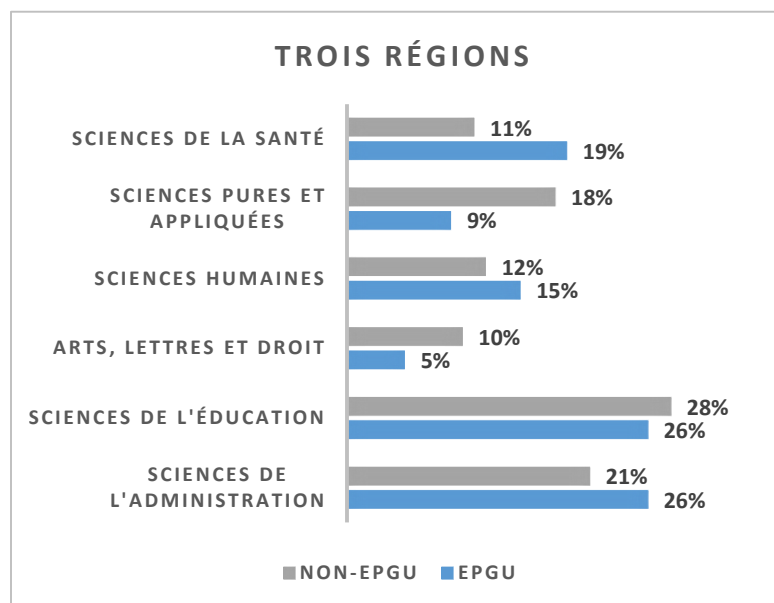 TROIS RÉGIONS
SCIENCES DE LA SANTÉ
11%
19%
SCIENCES PURES ET
APPLIQUÉES
18%
9%
SCIENCES HUMAINES
12%
15%
ARTS, LETTRES ET DROIT
10%
5%
SCIENCES DE L'ÉDUCATION
28%
26%
SCIENCES DE
L'ADMINISTRATION
21%
26%
NON-EPGU EPGU